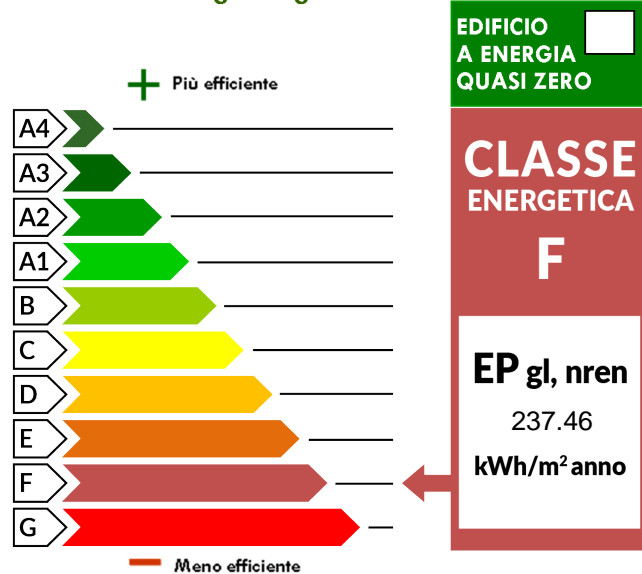 Più efficiente
A4
A3
A2
A1
B
C
D
E
F
G
Meno efficiente
EDIFICIO
A ENERGIA
QUASI ZERO
CLASSE
ENERGETICA
F
EP gl, nren
237.46
kWh/m² anno